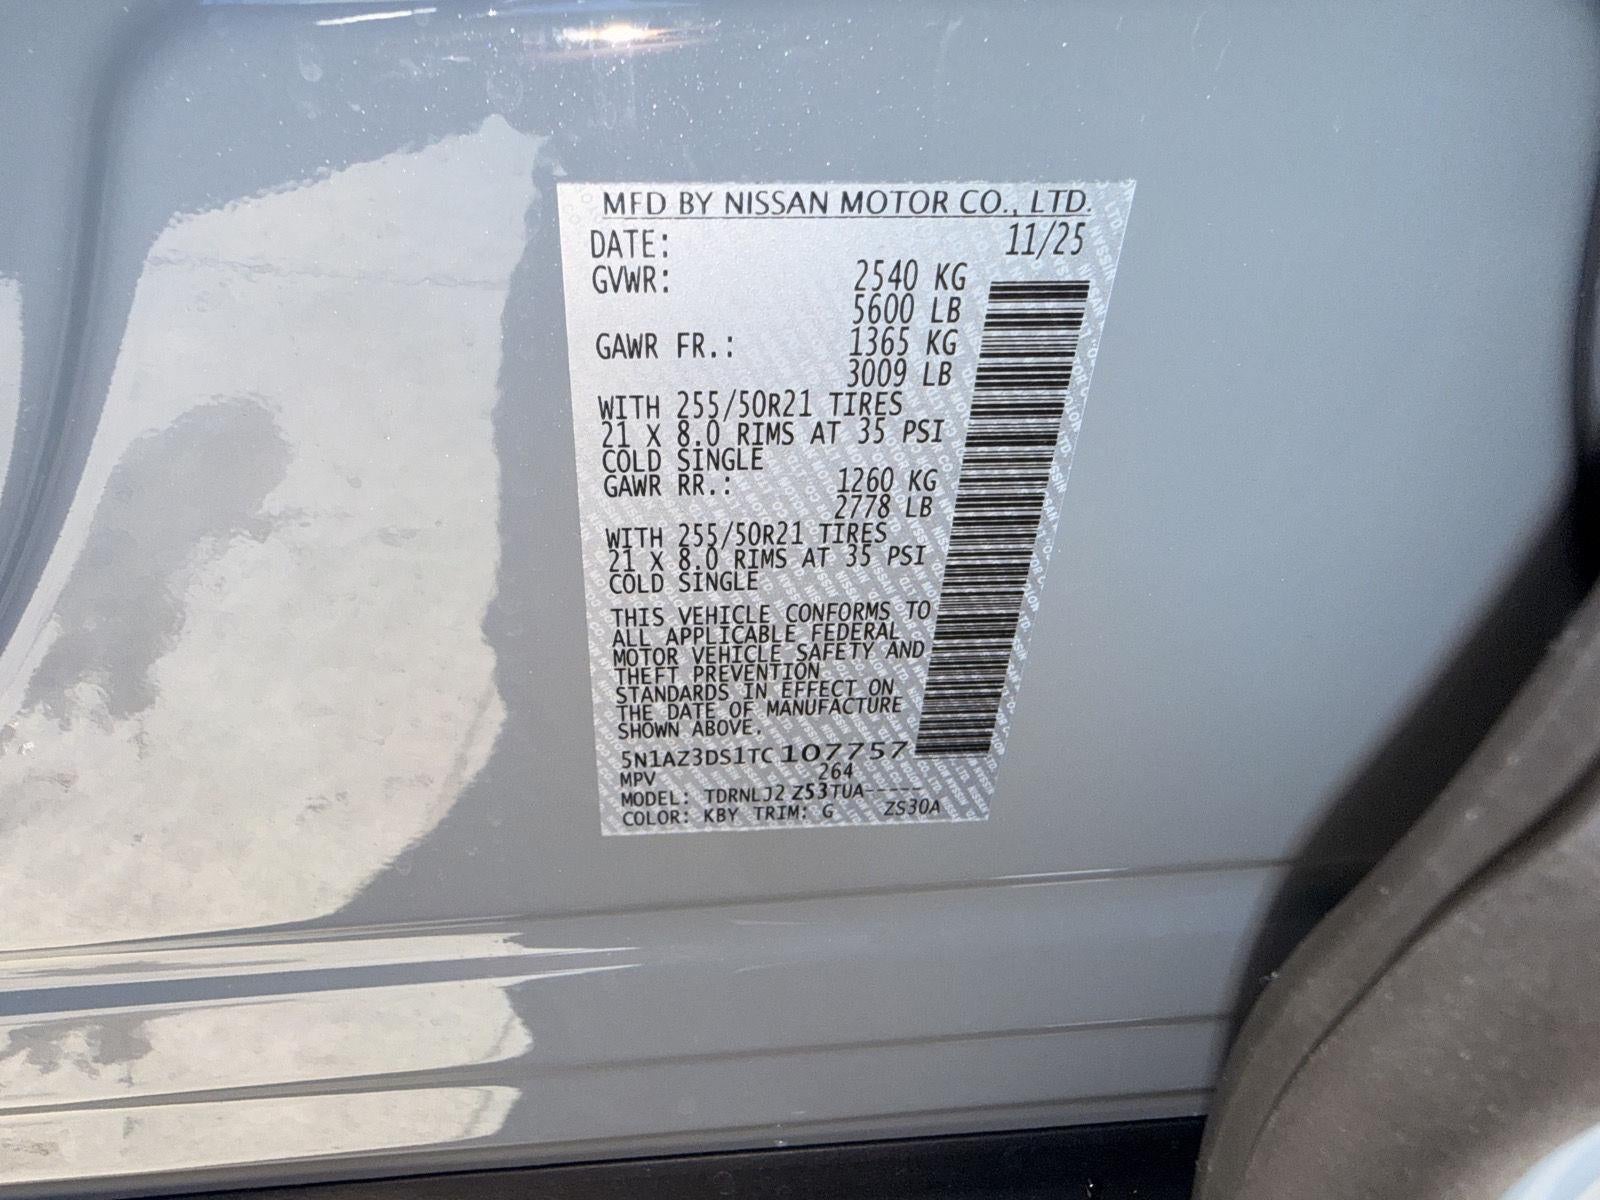 MFD BY NISSAN MOTOR CO., LTD.
DATE: 11/25
GVWR: 2540 KG
5600 LB
GAWR FR.: 1365 KG
3009 LB
WITH 255/50R21 TIRES
21 X 8.0 RIMS AT 35 PSI
COLD SINGLE
GAWR RR.: 1260 KG
2778 LB
WITH 255/50R21 TIRES
21 X 8.0 RIMS AT 35 PSI
COLD SINGLE
THIS VEHICLE CONFORMS TO
ALL APPLICABLE FEDERAL
MOTOR VEHICLE SAFETY AND
THEFT PREVENTION
STANDARDS IN EFFECT ON
THE DATE OF MANUFACTURE
SHOWN ABOVE.
5N1AZ3DS1TC107757
MPV 264
MODEL: TDRNLJ2 Z53TUA-----
COLOR: KBY TRIM: G ZS30A